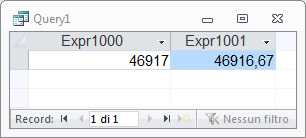 Query1
Expr1000 Expr1001
46917 46916,67
Record: 1 di 1 Nessun filtro